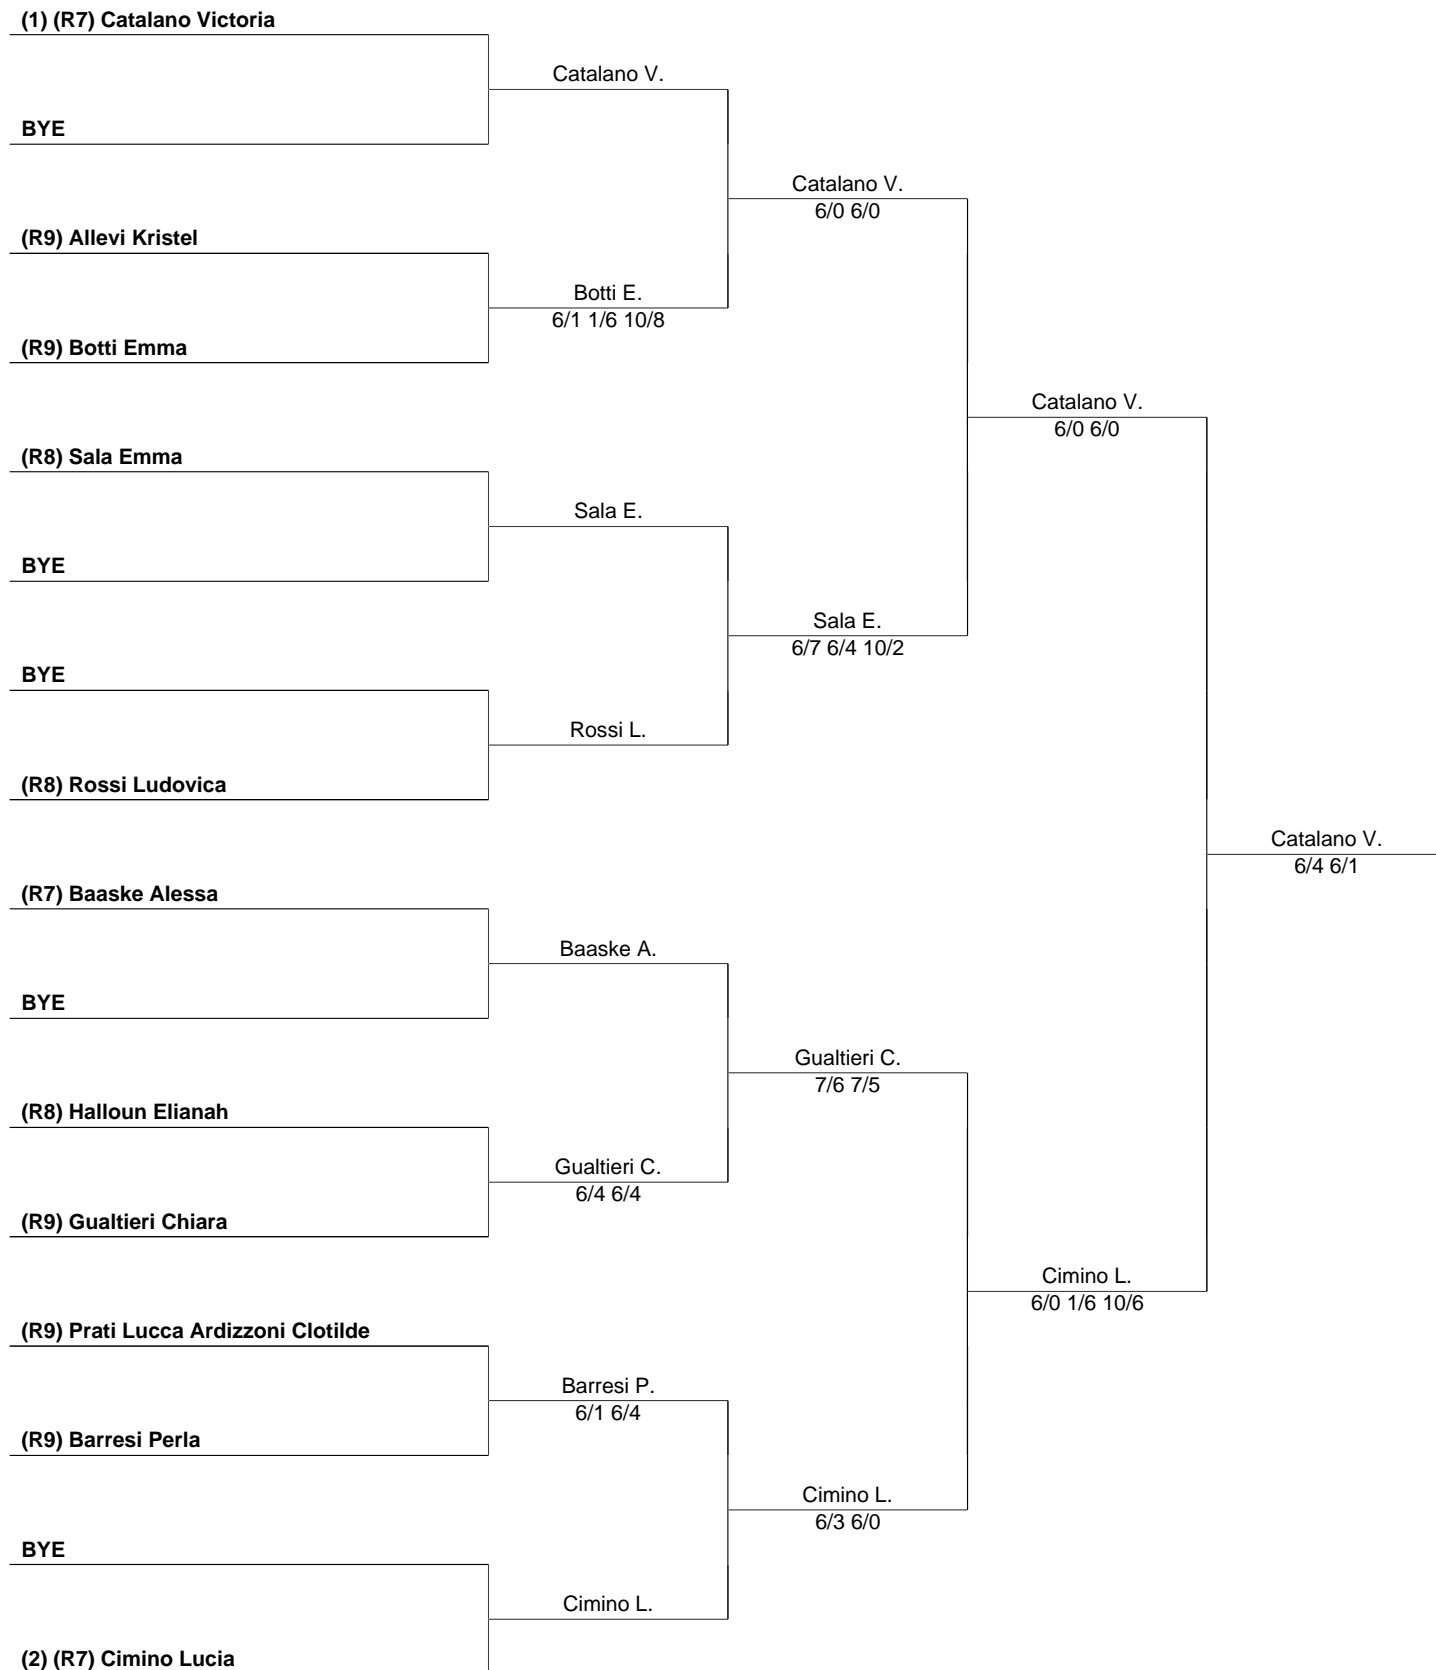 (1) (R7) Catalano Victoria
Catalano V.
BYE
Catalano V.
6/0 6/0
(R9) Allevi Kristel
Botti E.
6/1 1/6 10/8
(R9) Botti Emma
Catalano V.
6/0 6/0
(R8) Sala Emma
Sala E.
BYE
Sala E.
6/7 6/4 10/2
BYE
Rossi L.
(R8) Rossi Ludovica
Catalano V.
6/4 6/1
(R7) Baaske Alessa
Baaske A.
BYE
Gualtieri C.
7/6 7/5
(R8) Halloun Elianah
Gualtieri C.
6/4 6/4
(R9) Gualtieri Chiara
Cimino L.
6/0 1/6 10/6
(R9) Prati Lucca Ardizzoni Clotilde
Barresi P.
6/1 6/4
(R9) Barresi Perla
Cimino L.
6/3 6/0
BYE
Cimino L.
(2) (R7) Cimino Lucia